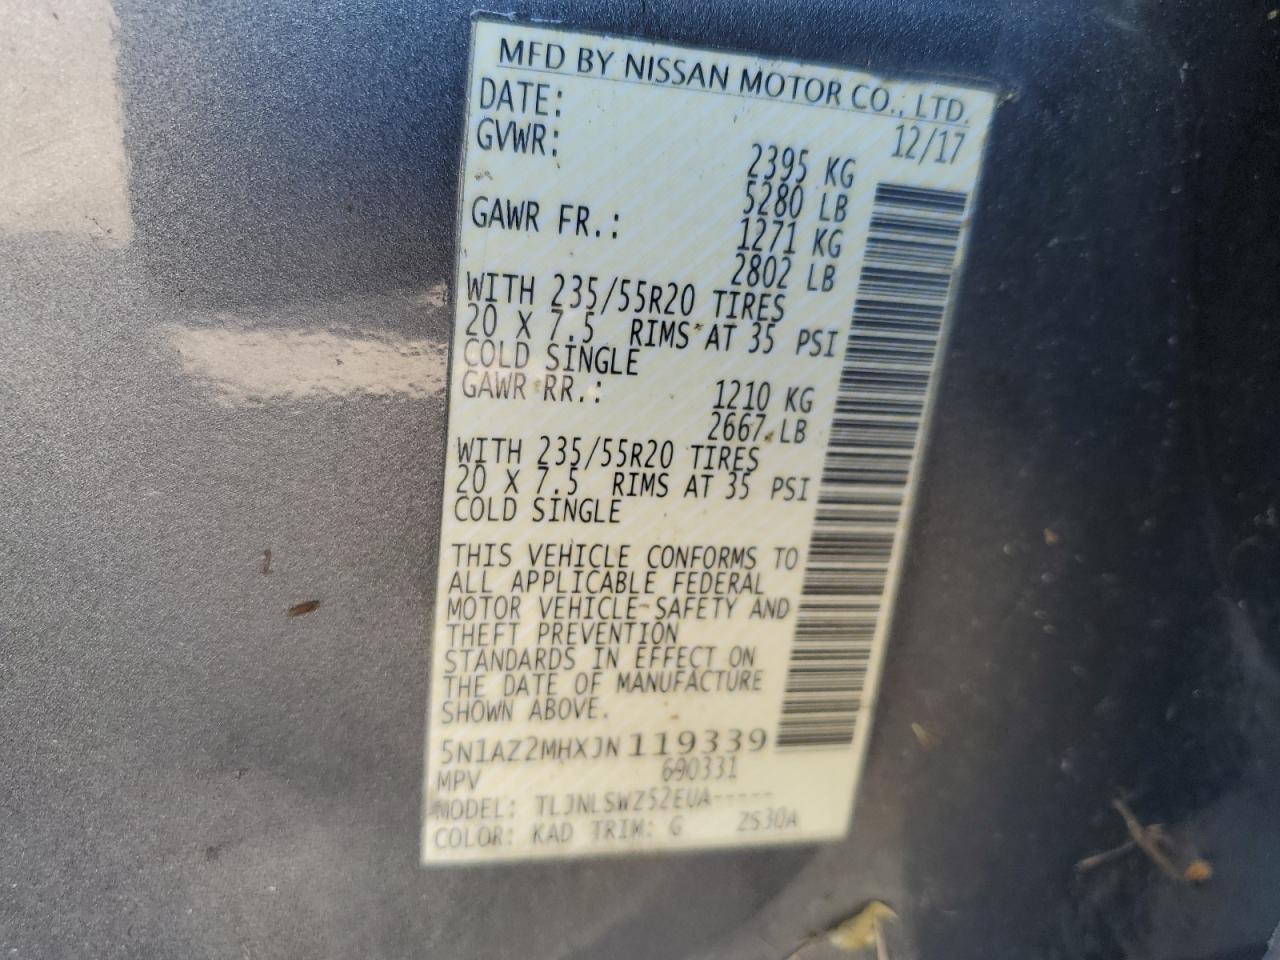 MFD BY NISSAN MOTOR CO., LTD.
DATE: 12/17
GVWR: 2395 KG
5280 LB
GAWR FR.: 1271 KG
2802 LB
WITH 235/55R20 TIRES
20 X 7.5 RIMS AT 35 PSI
COLD SINGLE
GAWR RR.: 1210 KG
2667 LB
WITH 235/55R20 TIRES
20 X 7.5 RIMS AT 35 PSI
COLD SINGLE
THIS VEHICLE CONFORMS TO
ALL APPLICABLE FEDERAL
MOTOR VEHICLE SAFETY AND
THEFT PREVENTION
STANDARDS IN EFFECT ON
THE DATE OF MANUFACTURE
SHOWN ABOVE.
5N1AZ2MHXJN119339
MPV 690331
MODEL: TLJNLSWZ52EUA-----
COLOR: KAD TRIM: G ZS30A